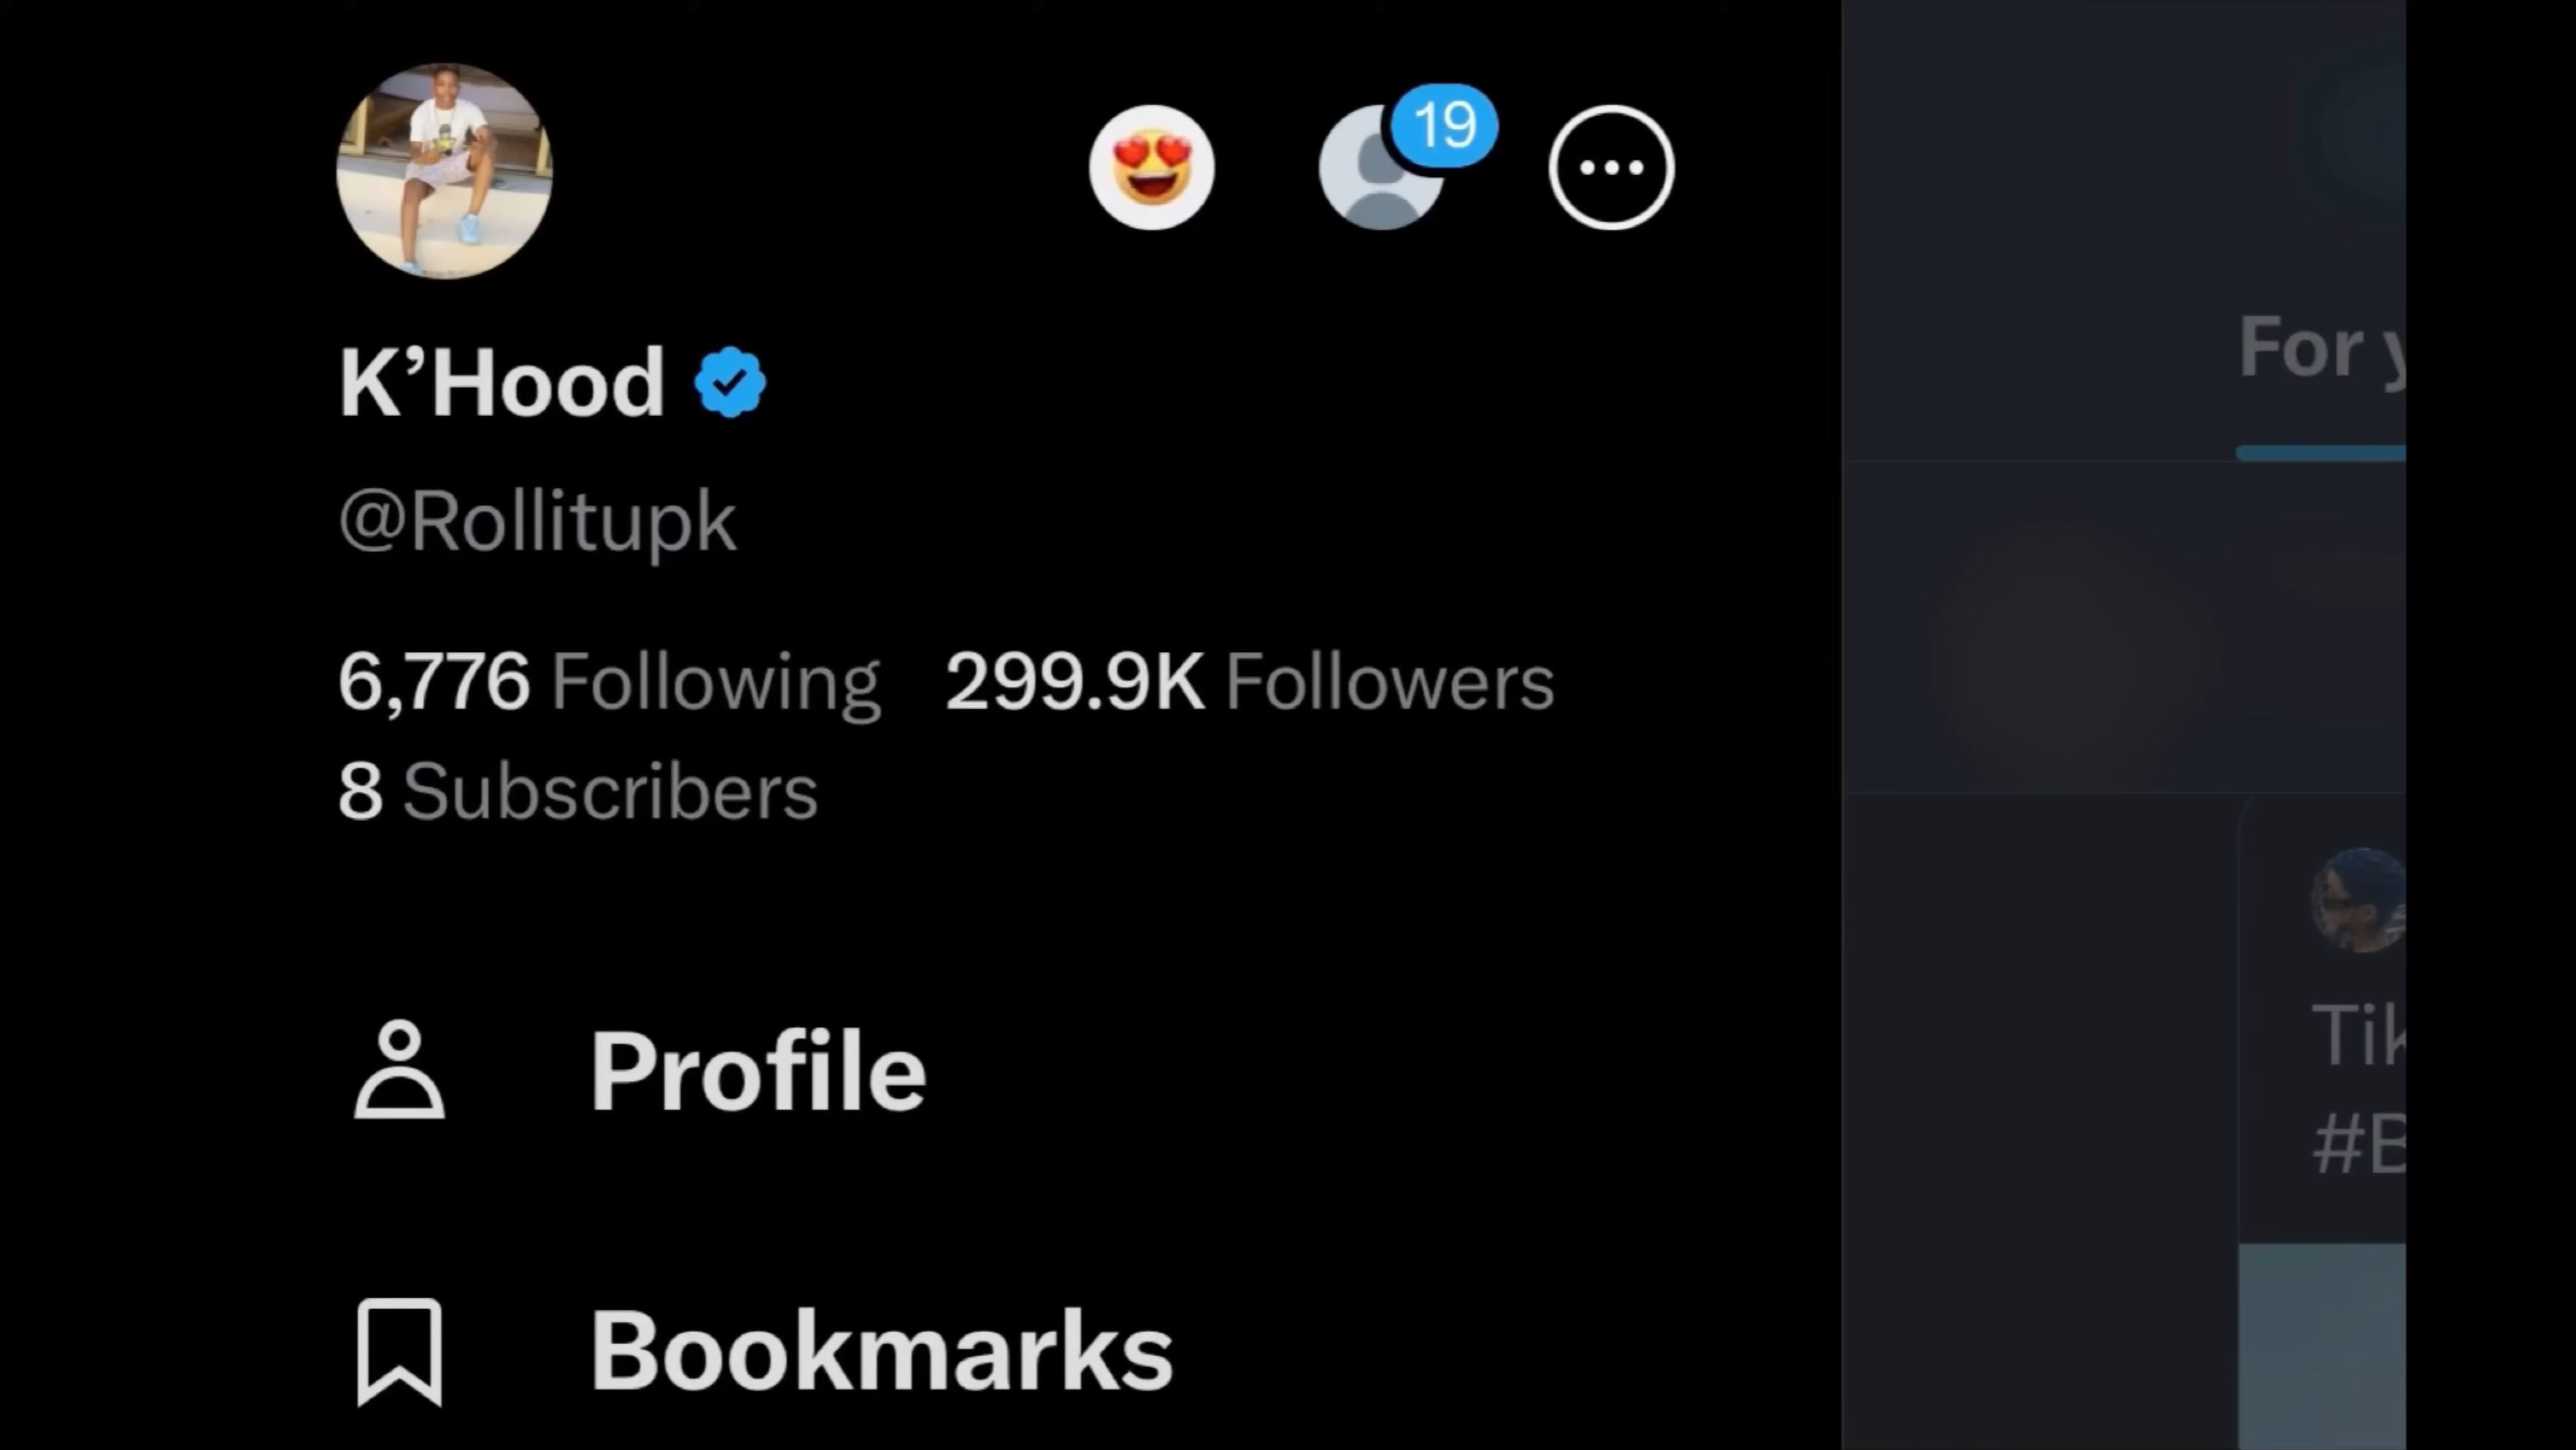 19
K’Hood
@Rollitupk
6,776 Following 299.9K Followers
8 Subscribers
Profile
Bookmarks
For y
Tik
#B